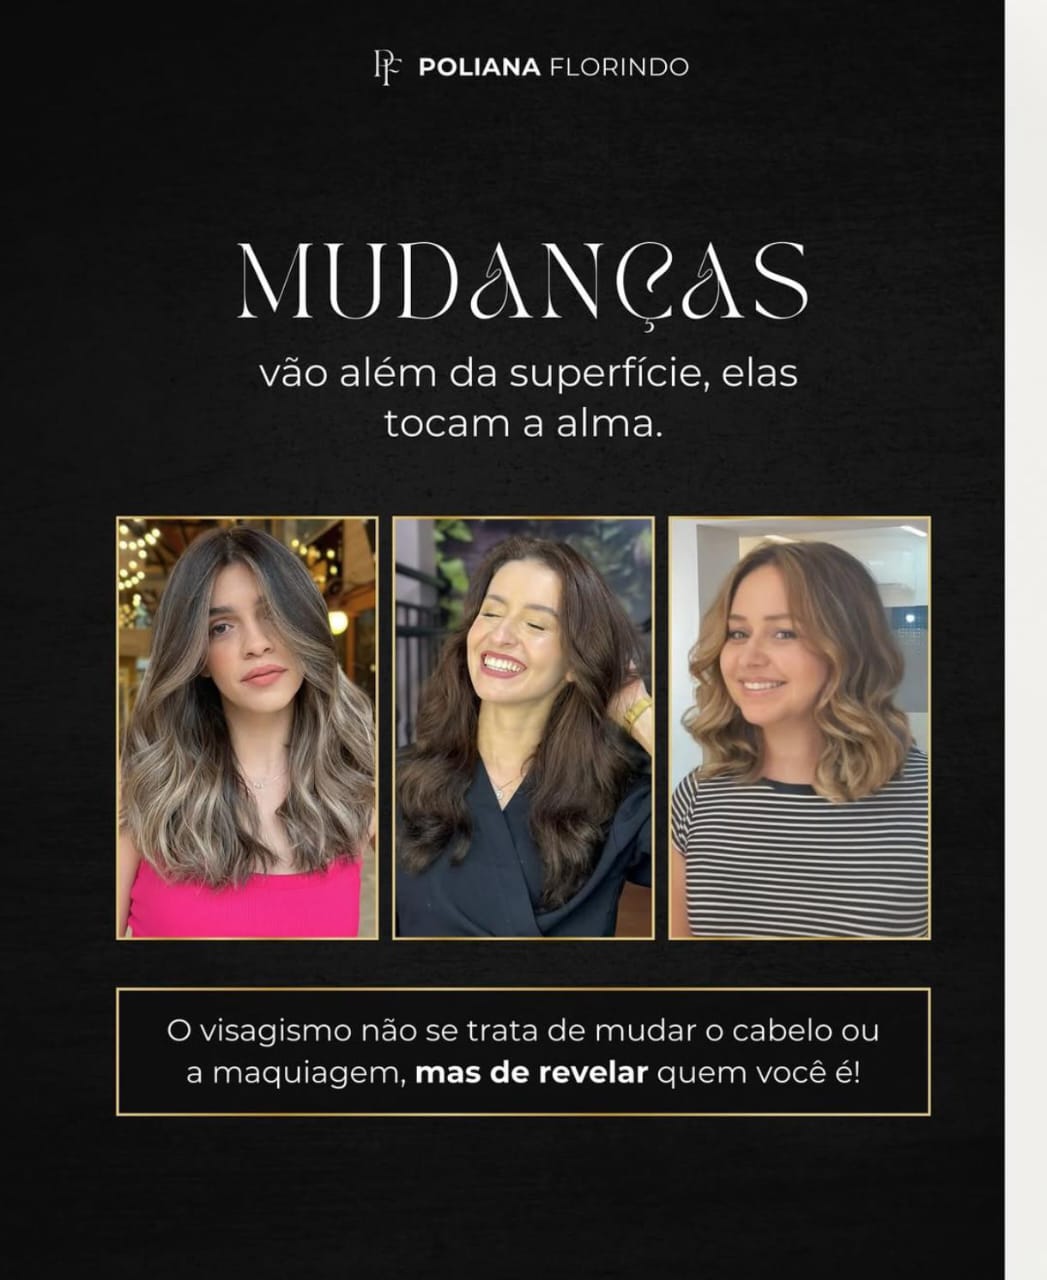 PF POLIANA FLORINDO
MUDANÇAS
vão além da superfície, elas
tocam a alma.
O visagismo não se trata de mudar o cabelo ou
a maquiagem, mas de revelar quem você é!